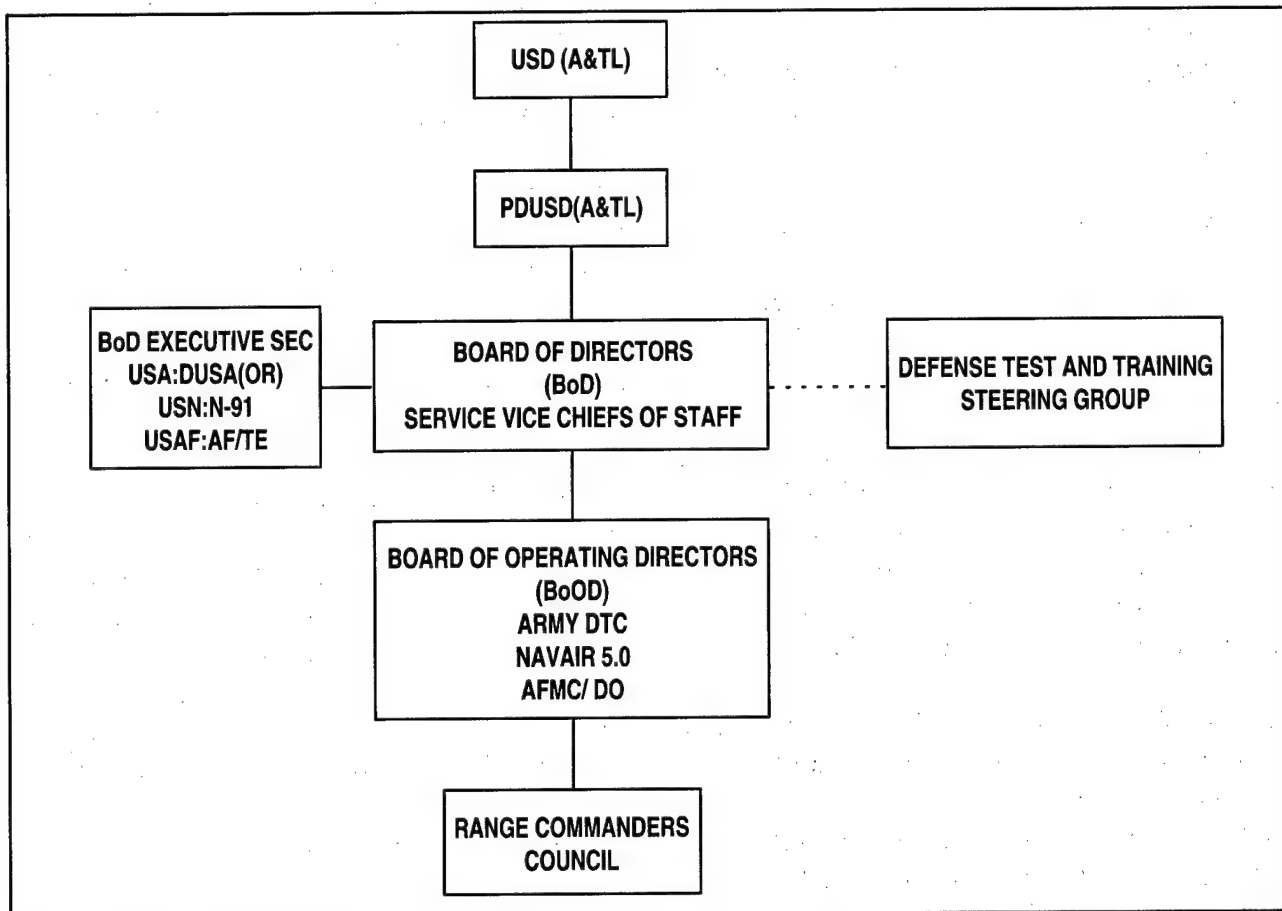 USD (A&TL)
PDUSD(A&TL)
BoD EXECUTIVE SEC
USA:DUSA(OR)
USN:N-91
USAF:AF/TE
BOARD OF DIRECTORS
(BoD)
SERVICE VICE CHIEFS OF STAFF
DEFENSE TEST AND TRAINING
STEERING GROUP
BOARD OF OPERATING DIRECTORS
(BoOD)
ARMY DTC
NAVAIR 5.0
AFMC/ DO
RANGE COMMANDERS
COUNCIL